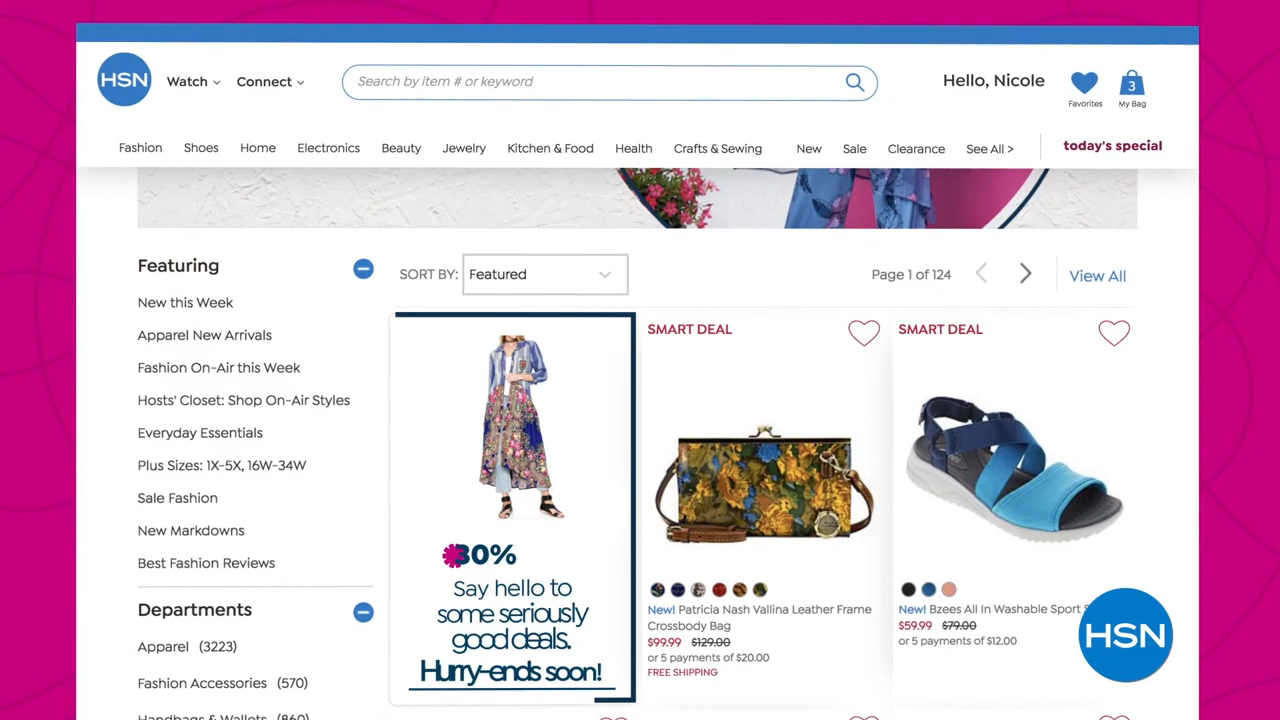 HSN
Watch
Connect
Search by item # or keyword
Hello, Nicole
Favorites
3
My Bag
Fashion
Shoes
Home
Electronics
Beauty
Jewelry
Kitchen & Food
Health
Crafts & Sewing
New
Sale
Clearance
See All >
today's special
Featuring
New this Week
Apparel New Arrivals
Fashion On-Air this Week
Hosts' Closet: Shop On-Air Styles
Everyday Essentials
Plus Sizes: 1X-5X, 16W-34W
Sale Fashion
New Markdowns
Best Fashion Reviews
Departments
Apparel (3223)
Fashion Accessories (570)
Handbags & Wallets (860)
SORT BY: Featured
Page 1 of 124
View All
30%
Say hello to
some seriously
good deals.
Hurry-ends soon!
SMART DEAL
New! Patricia Nash Vallina Leather Frame
Crossbody Bag
$99.99 $129.00
or 5 payments of $20.00
FREE SHIPPING
SMART DEAL
New! Bzees All In Washable Sport
$59.99 $79.00
or 5 payments of $12.00
HSN